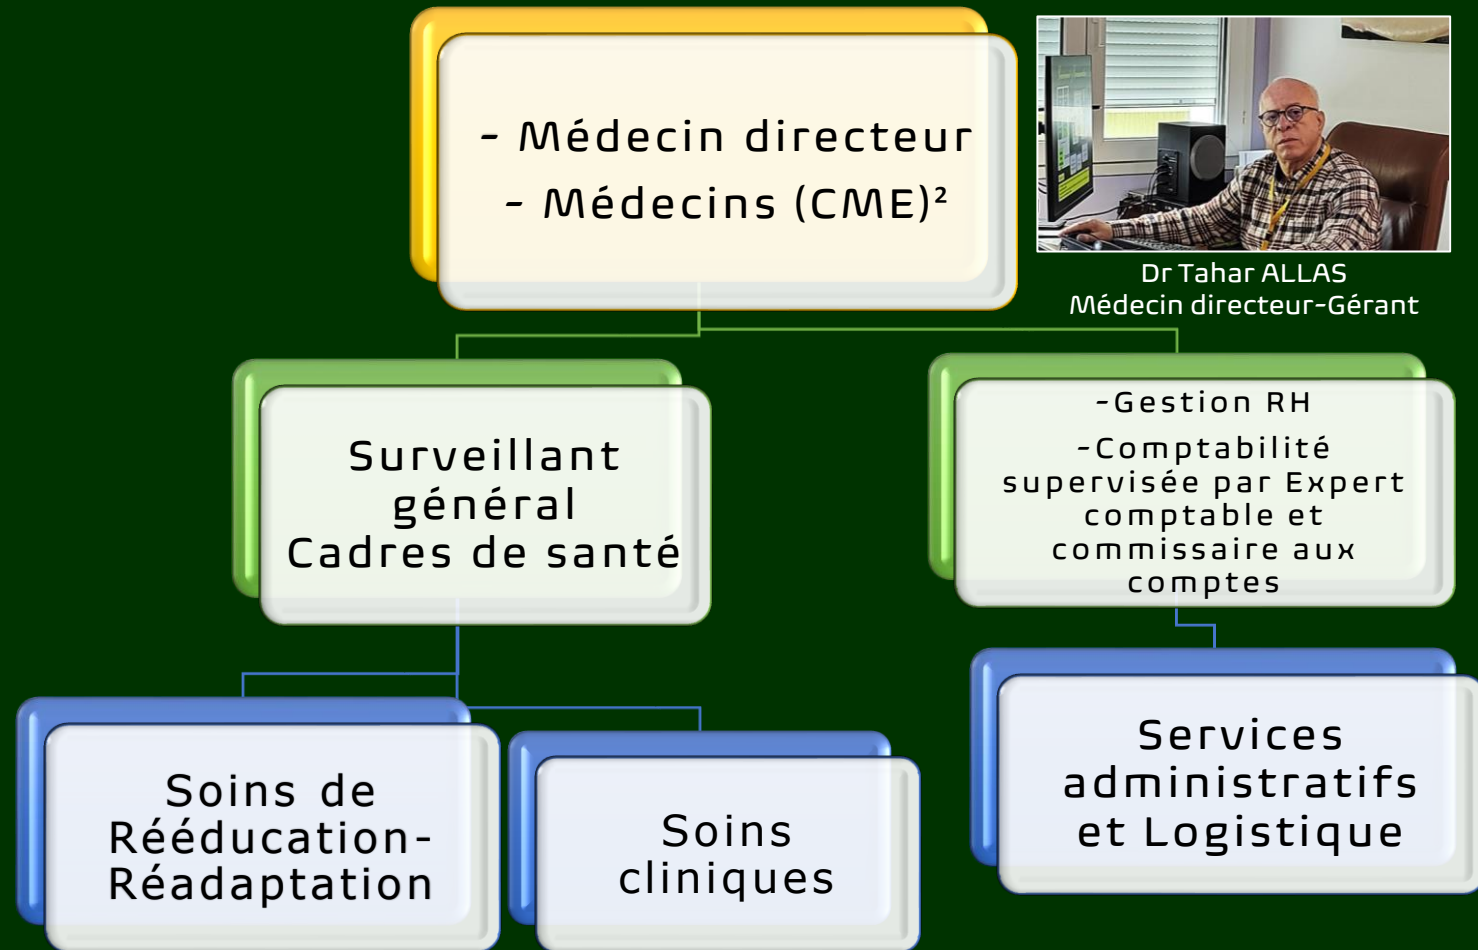 - Médecin directeur
- Médecins (CME)²
Dr Tahar ALLAS
Médecin directeur-Gérant
Surveillant
général
Cadres de santé
-Gestion RH
-Comptabilité
supervisée par Expert
comptable et
commissaire aux
comptes
Soins de
Rééducation-
Réadaptation
Soins
cliniques
Services
administratifs
et Logistique